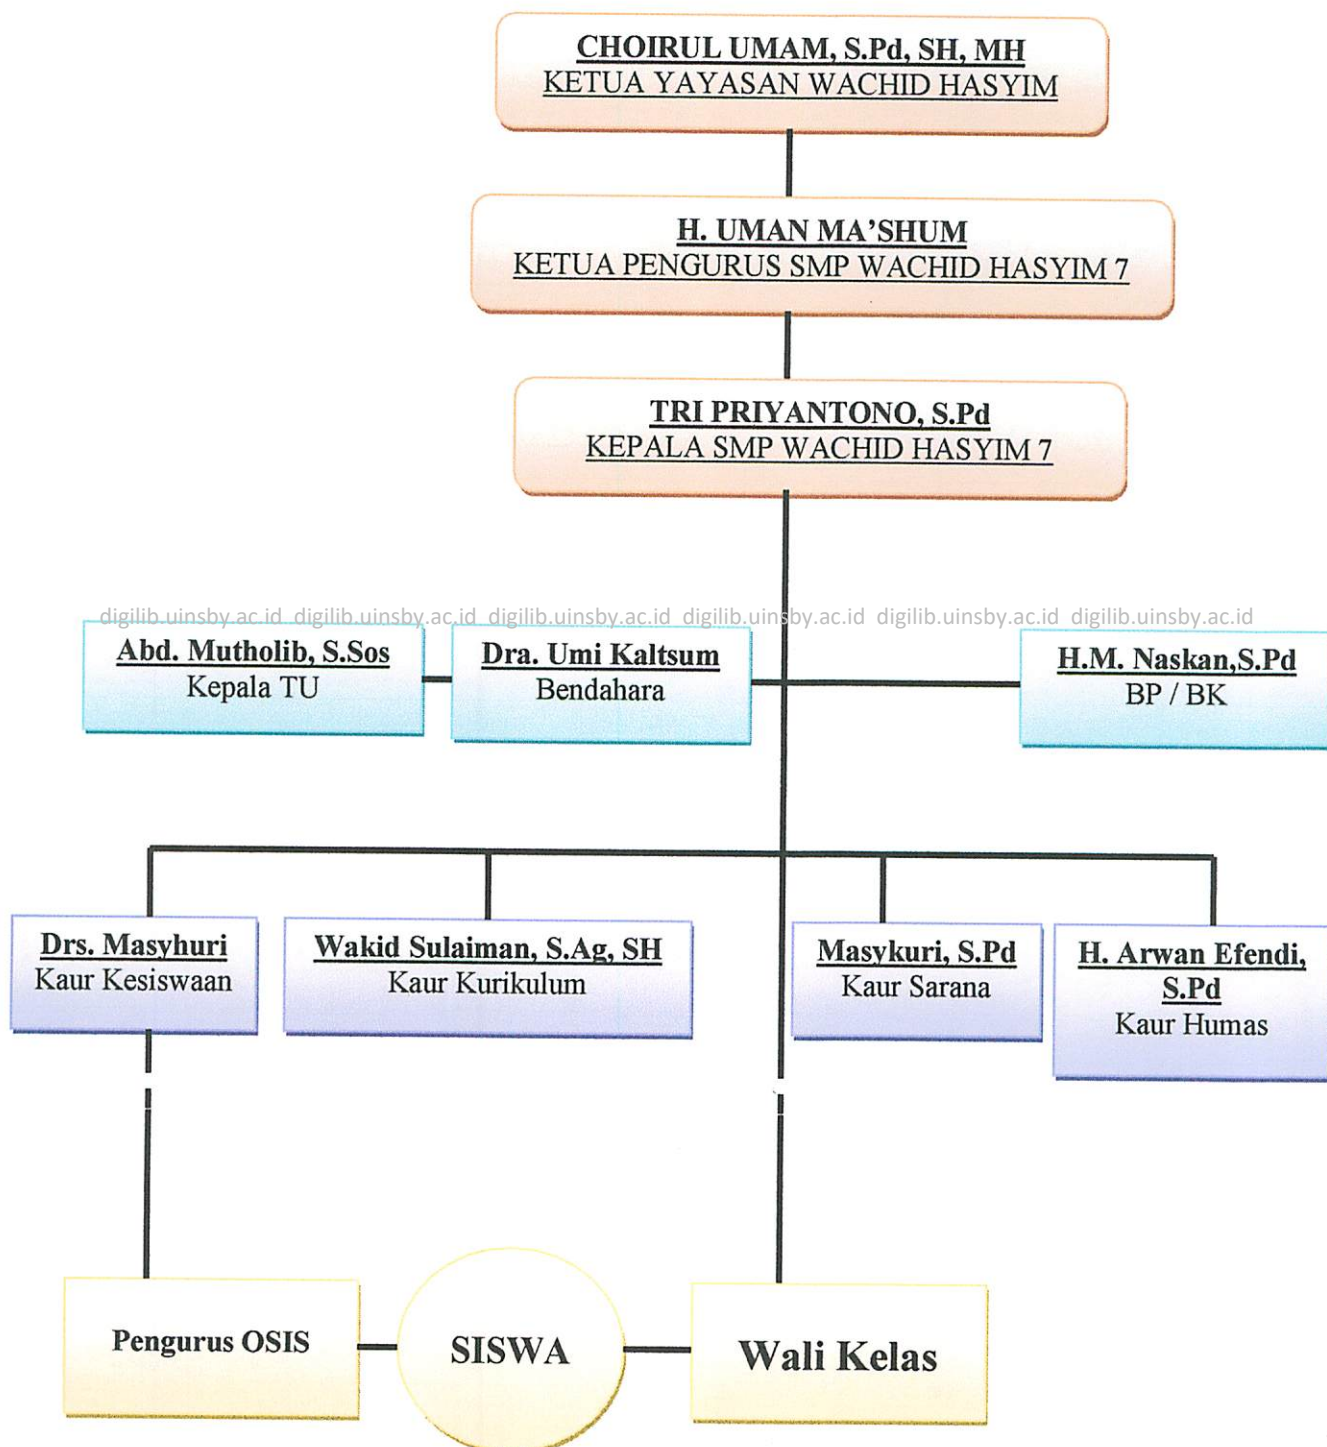 CHOIRUL UMAM, S.Pd, SH, MH
KETUA YAYASAN WACHID HASYIM
H. UMAN MA'SHUM
KETUA PENGURUS SMP WACHID HASYIM 7
TRI PRIYANTONO, S.Pd
KEPALA SMP WACHID HASYIM 7
digilib.uinsby.ac.id digilib.uinsby.ac.id digilib.uinsby.ac.id digilib.uinsby.ac.id digilib.uinsby.ac.id digilib.uinsby.ac.id
Abd. Mutholib, S.Sos
Kepala TU
Dra. Umi Kaltsum
Bendahara
H.M. Naskan,S.Pd
BP / BK
Drs. Masyhuri
Kaur Kesiswaan
Wakid Sulaiman, S.Ag, SH
Kaur Kurikulum
Masykuri, S.Pd
Kaur Sarana
H. Arwan Efendi,
S.Pd
Kaur Humas
Pengurus OSIS
SISWA
Wali Kelas